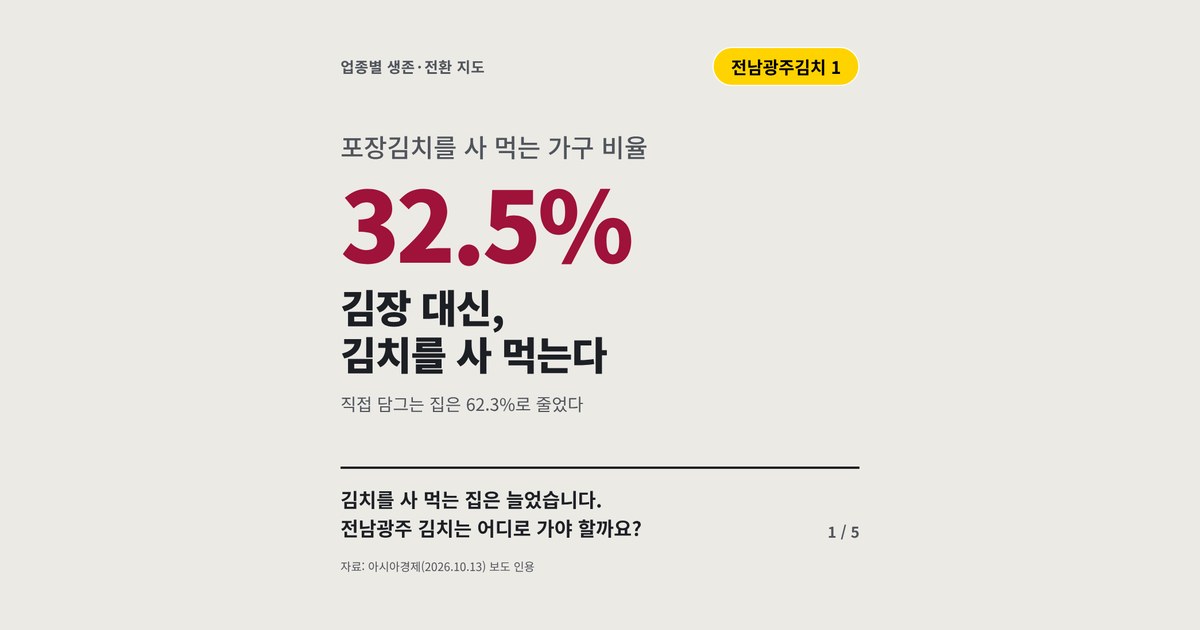 업종별 생존·전환 지도
전남광주김치 1
포장김치를 사 먹는 가구 비율
32.5%
김장 대신,
김치를 사 먹는다
직접 담그는 집은 62.3%로 줄었다
김치를 사 먹는 집은 늘었습니다.
전남광주 김치는 어디로 가야 할까요?
1 / 5
자료: 아시아경제(2026.10.13) 보도 인용